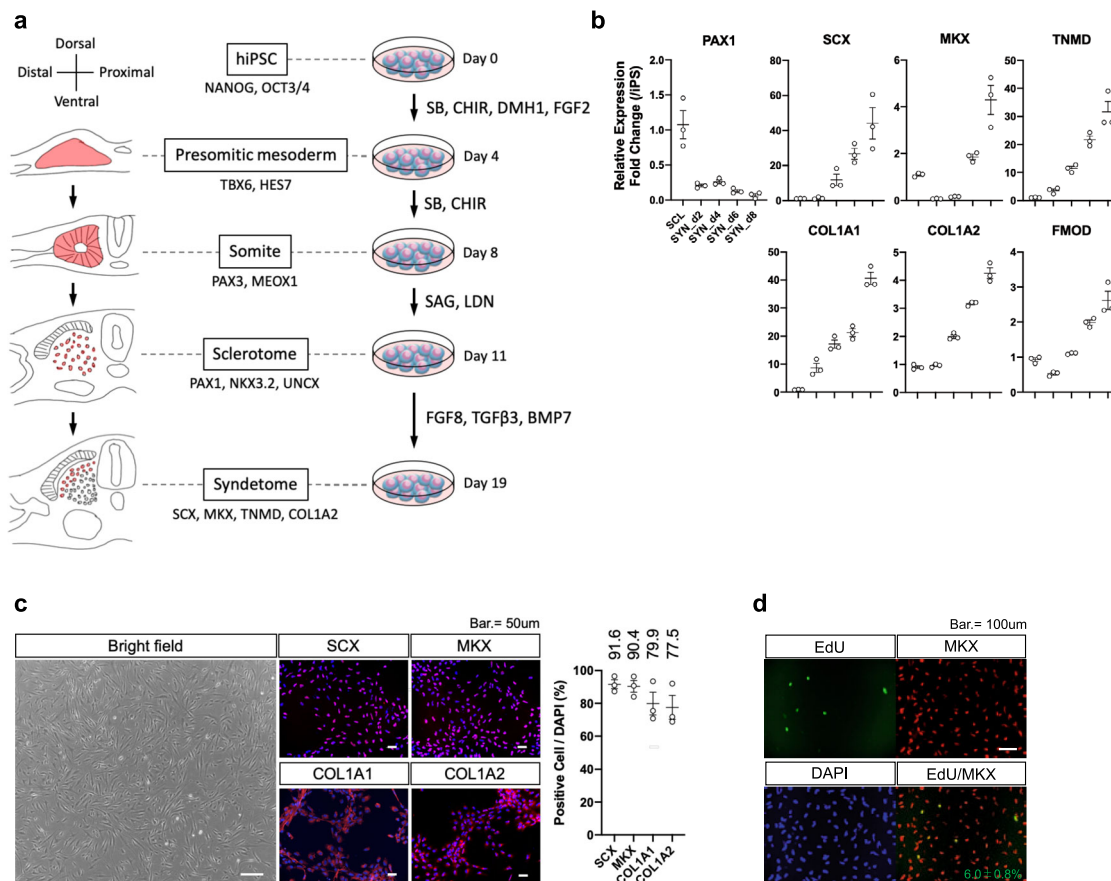 a
Dorsal
Distal
Proximal
Ventral
hiPSC
NANOG, OCT3/4
Day 0
SB, CHIR, DMH1, FGF2
Presomitic mesoderm
TBX6, HES7
Day 4
SB, CHIR
Somite
PAX3, MEOX1
Day 8
SAG, LDN
Sclerotome
PAX1, NKX3.2, UNCX
Day 11
FGF8, TGFβ3, BMP7
Syndetome
SCX, MKX, TNMD, COL1A2
Day 19
b
Relative Expression
Fold Change (/iPS)
PAX1
2.0
1.5
1.0
0.5
0.0
SCL
SYN_d2
SYN_d4
SYN_d6
SYN_d8
SCX
80
60
40
20
0
MKX
6
4
2
0
TNMD
50
40
30
20
10
0
COL1A1
50
40
30
20
10
0
COL1A2
5
4
3
2
1
0
FMOD
4
3
2
1
0
c
Bar.= 50um
Bright field
SCX
MKX
COL1A1
COL1A2
Positive Cell / DAPI (%)
91.6
90.4
79.9
77.5
100
80
60
40
20
0
SCX
MKX
COL1A1
COL1A2
d
Bar.= 100um
EdU
MKX
DAPI
EdU/MKX